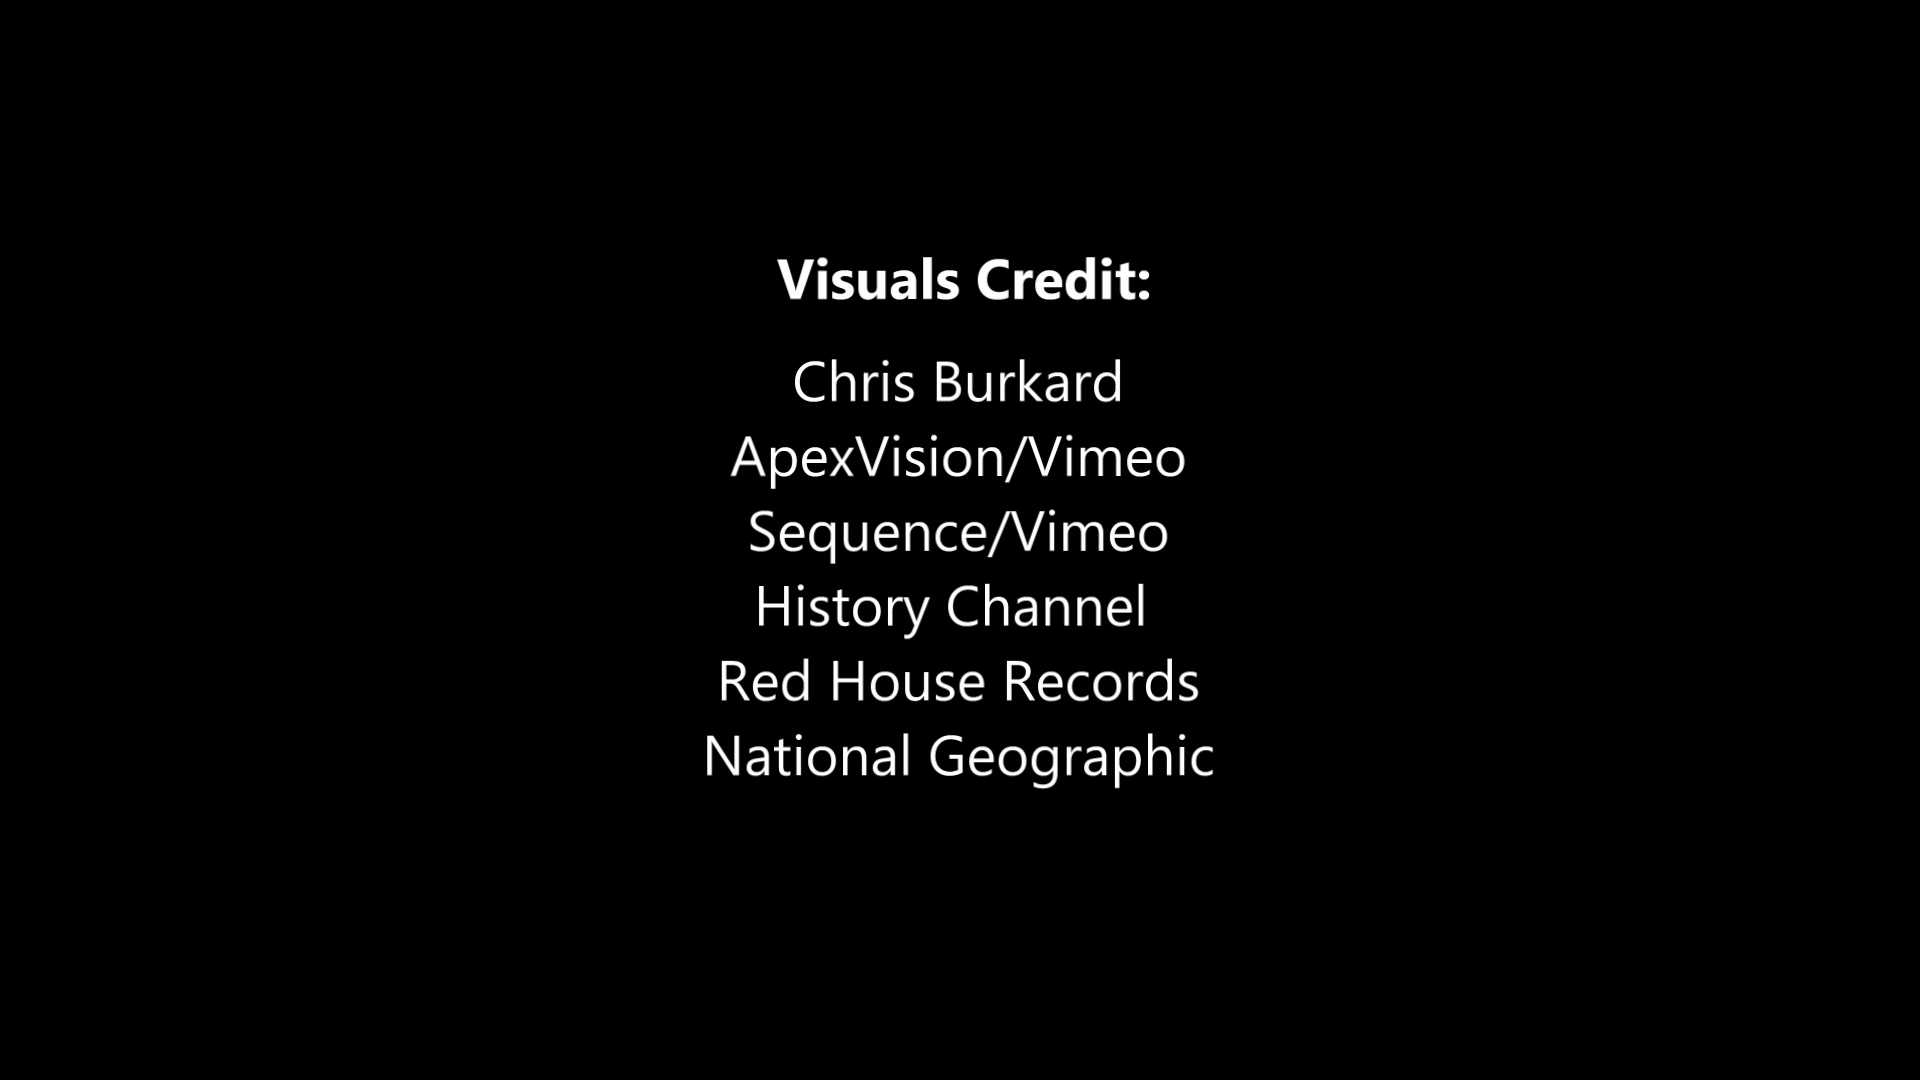 Visuals Credit:
Chris Burkard
ApexVision/Vimeo
Sequence/Vimeo
History Channel
Red House Records
National Geographic